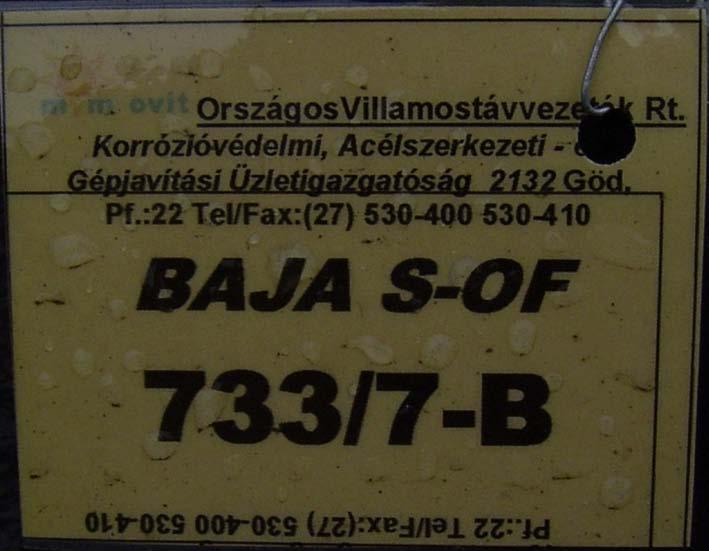 ovit OrszágosVillamostávvezeték Rt.
Korrózióvédelmi, Acélszerkezeti -
Gépjavítási Üzletigazgatóság 2132 Göd,
Pf.:22 Tel/Fax:(27) 530-400 530-410
BAJA S-OF
733/7-B
Pf.:22 Tel/Fax:(27) 530-400 530-410